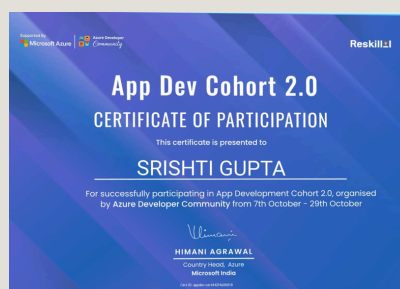 Supported By
Microsoft Azure
Azure Developer
Community
Reskilll
App Dev Cohort 2.0
CERTIFICATE OF PARTICIPATION
This certificate is presented to
SRISHTI GUPTA
For successfully participating in App Development Cohort 2.0, organised
by Azure Developer Community from 7th October - 29th October
Himani
HIMANI AGRAWAL
Country Head, Azure
Microsoft India